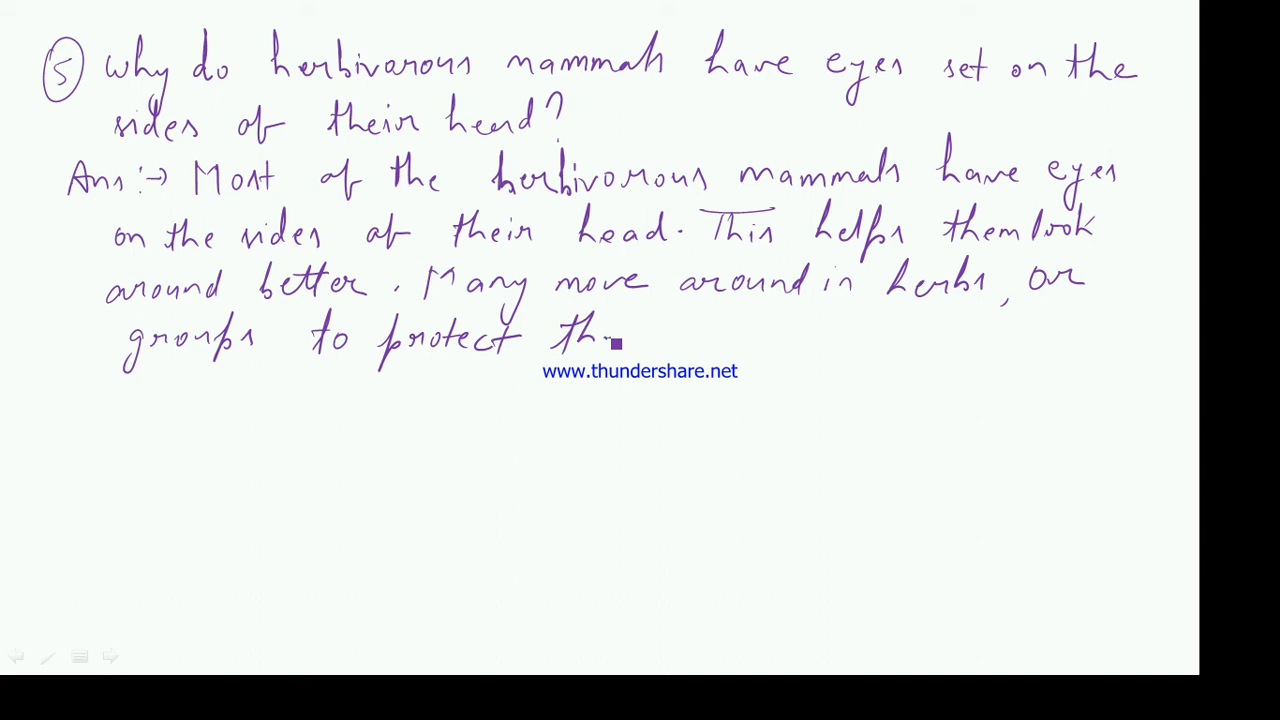 5 Why do herbivorous mammals have eyes set on the
sides of their head?
Ans :→ Most of the herbivorous mammals have eyes
on the sides of their head. This helps them look
around better. Many move around in herbs, or
groups to protect th
www.thundershare.net